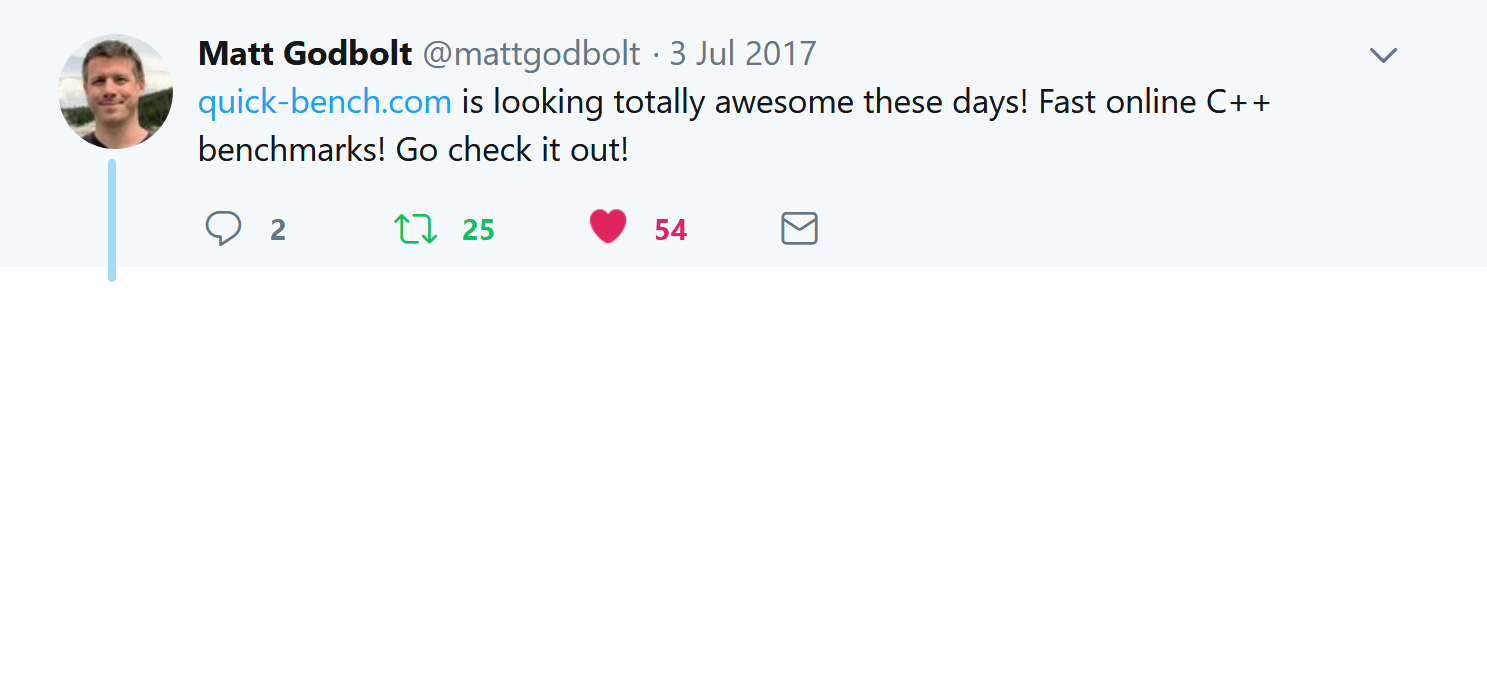 Matt Godbolt @mattgodbolt · 3 Jul 2017
quick-bench.com is looking totally awesome these days! Fast online C++
benchmarks! Go check it out!
2 25 54